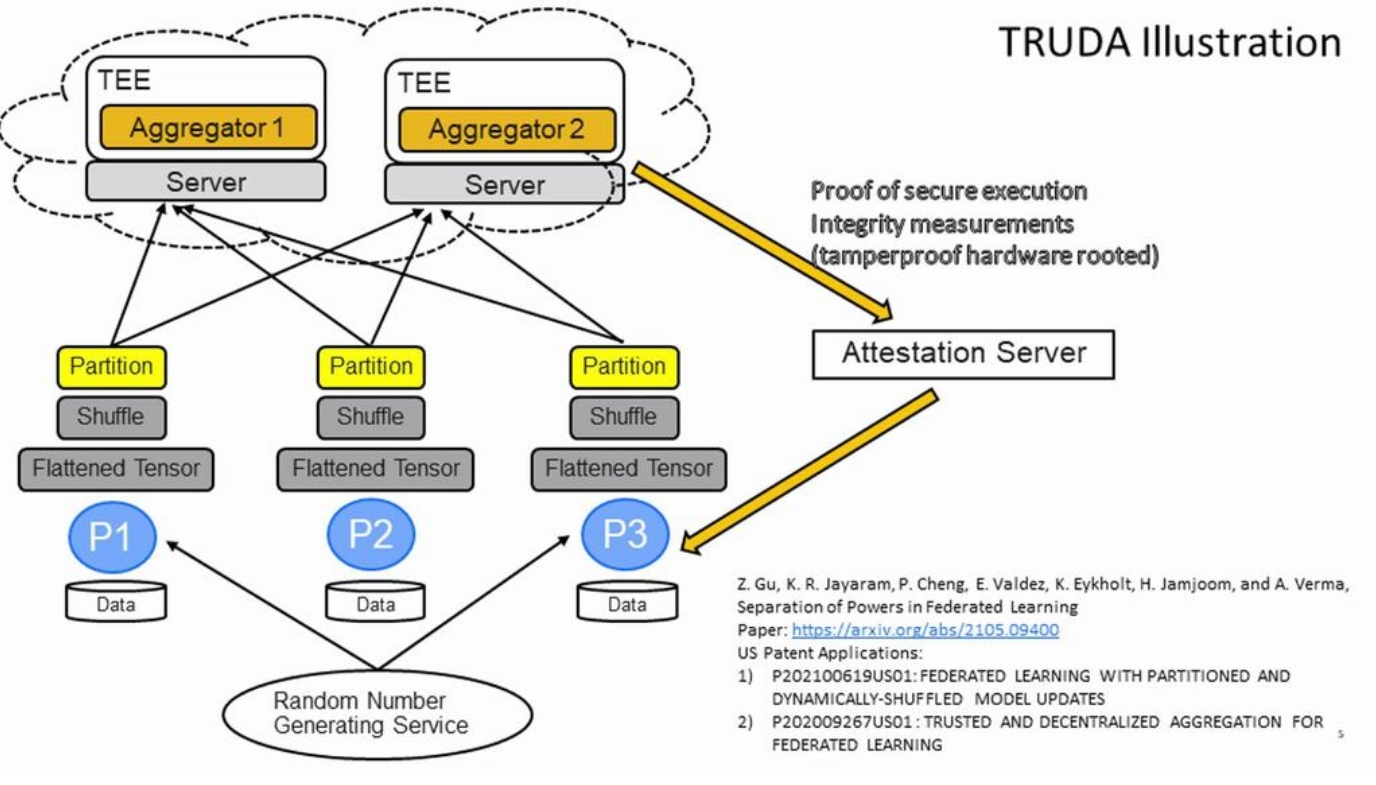 TRUDA Illustration
TEE
Aggregator 1
Server
TEE
Aggregator 2
Server
Proof of secure execution
Integrity measurements
(tamperproof hardware rooted)
Attestation Server
Partition
Partition
Partition
Shuffle
Shuffle
Shuffle
Flattened Tensor
Flattened Tensor
Flattened Tensor
P1
P2
P3
Data
Data
Data
Random Number
Generating Service
Z. Gu, K. R. Jayaram, P. Cheng, E. Valdez, K. Eykholt, H. Jamjoom, and A. Verma,
Separation of Powers in Federated Learning
Paper: https://arxiv.org/abs/2105.09400
US Patent Applications:
1) P202100619US01: FEDERATED LEARNING WITH PARTITIONED AND
DYNAMICALLY-SHUFFLED MODEL UPDATES
2) P202009267US01 : TRUSTED AND DECENTRALIZED AGGREGATION FOR
FEDERATED LEARNING
5